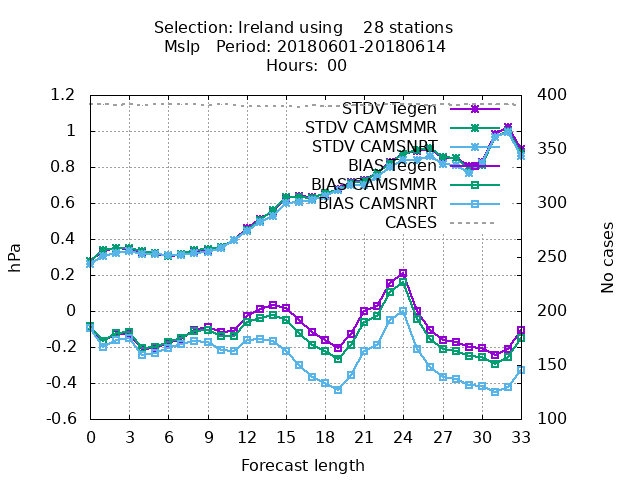 Selection: Ireland using 28 stations
Mslp Period: 20180601-20180614
Hours: 00
1.2
1
0.8
0.6
0.4
0.2
0
-0.2
-0.4
-0.6
hPa
STDV Tegen
STDV CAMSMMR
STDV CAMSNRT
BIAS Tegen
BIAS CAMSMMR
BIAS CAMSNRT
CASES
400
350
300
250
200
150
100
No cases
0 3 6 9 12 15 18 21 24 27 30 33
Forecast length